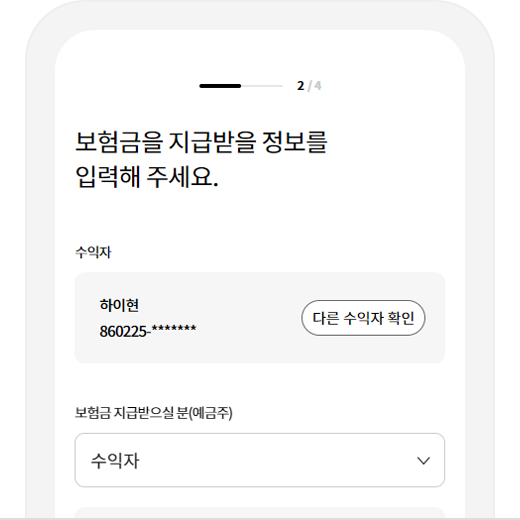 2 / 4
보험금을 지급받을 정보를
입력해 주세요.
수익자
하이현
860225-*******
다른 수익자 확인
보험금 지급받으실 분(예금주)
수익자